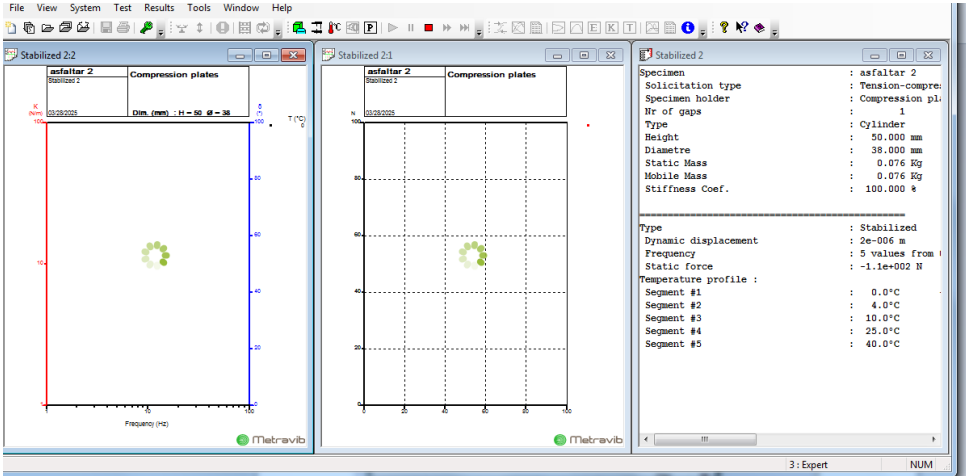 File View System Test Results Tools Window Help
Stabilized 2:2
asfaltar 2
Stabilized 2
Compression plates
03/28/2025
Dim. (mm) : H = 50 Ø = 38
K
(N/m)
δ
(°)
T (°C)
0
100
10
1
100
80
60
40
20
0
1 10 100
Frequency (Hz)
Metravib
Stabilized 2:1
asfaltar 2
Stabilized 2
Compression plates
03/28/2025
N
100
80
60
40
20
0
0 20 40 60 80 100
Metravib
Stabilized 2
Specimen : asfaltar 2
Solicitation type : Tension-compre
Specimen holder : Compression pla
Nr of gaps : 1
Type : Cylinder
Height : 50.000 mm
Diametre : 38.000 mm
Static Mass : 0.076 Kg
Mobile Mass : 0.076 Kg
Stiffness Coef. : 100.000 %
Type : Stabilized
Dynamic displacement : 2e-006 m
Frequency : 5 values from
Static force : -1.1e+002 N
Temperature profile :
Segment #1 : 0.0°C
Segment #2 : 4.0°C
Segment #3 : 10.0°C
Segment #4 : 25.0°C
Segment #5 : 40.0°C
3 : Expert NUM